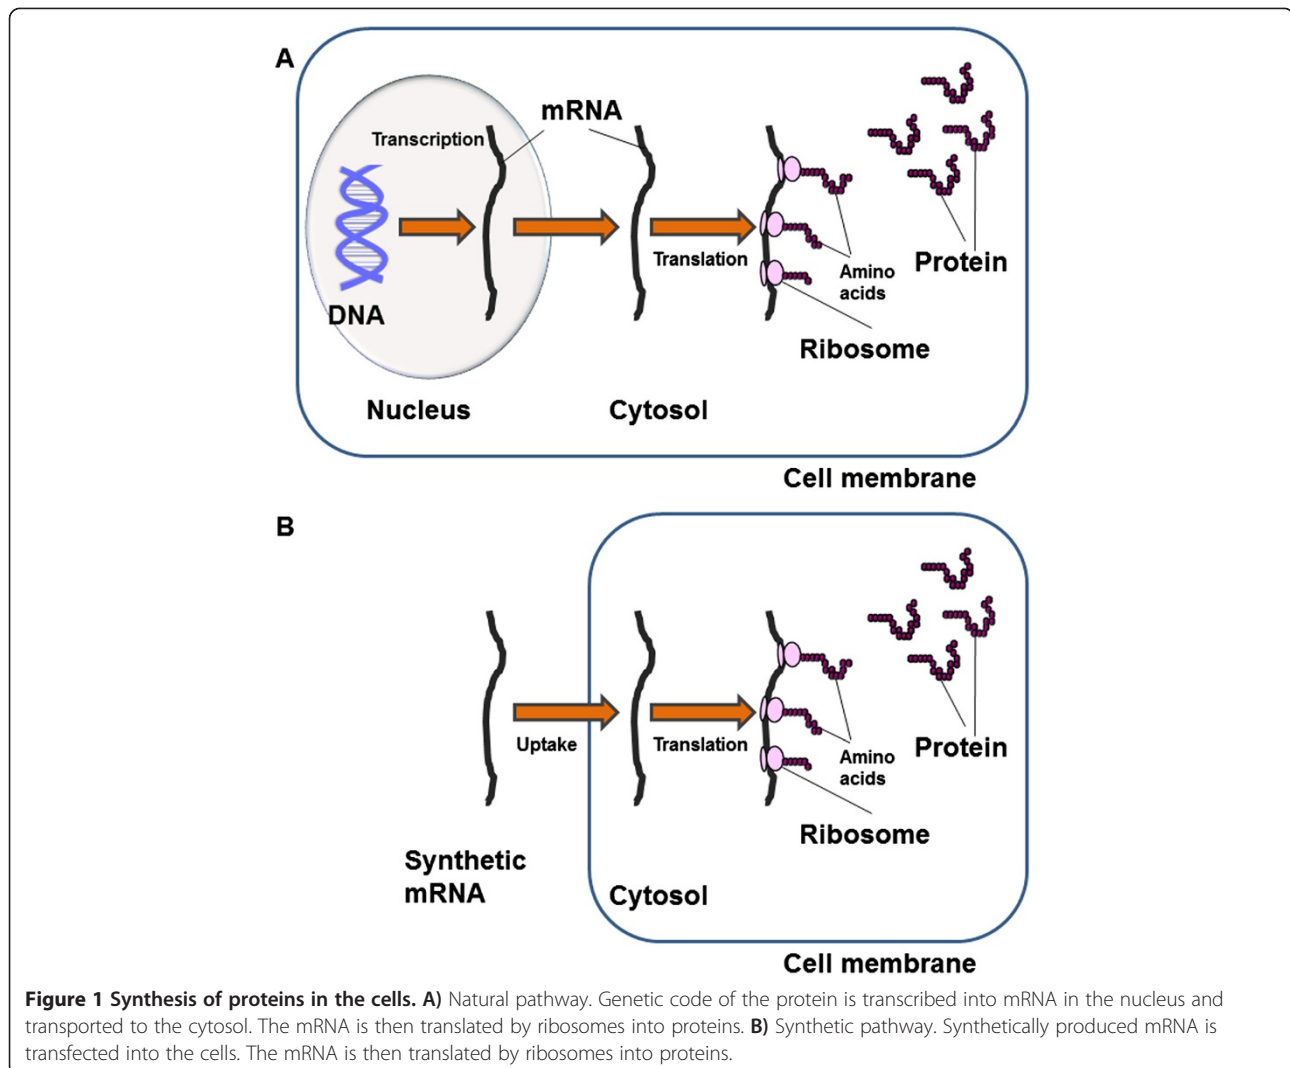 A
Transcription
mRNA
DNA
Translation
Amino
acids
Protein
Ribosome
Nucleus
Cytosol
Cell membrane
B
Uptake
Translation
Amino
acids
Protein
Ribosome
Synthetic
mRNA
Cytosol
Cell membrane
Figure 1 Synthesis of proteins in the cells. A) Natural pathway. Genetic code of the protein is transcribed into mRNA in the nucleus and
transported to the cytosol. The mRNA is then translated by ribosomes into proteins. B) Synthetic pathway. Synthetically produced mRNA is
transfected into the cells. The mRNA is then translated by ribosomes into proteins.